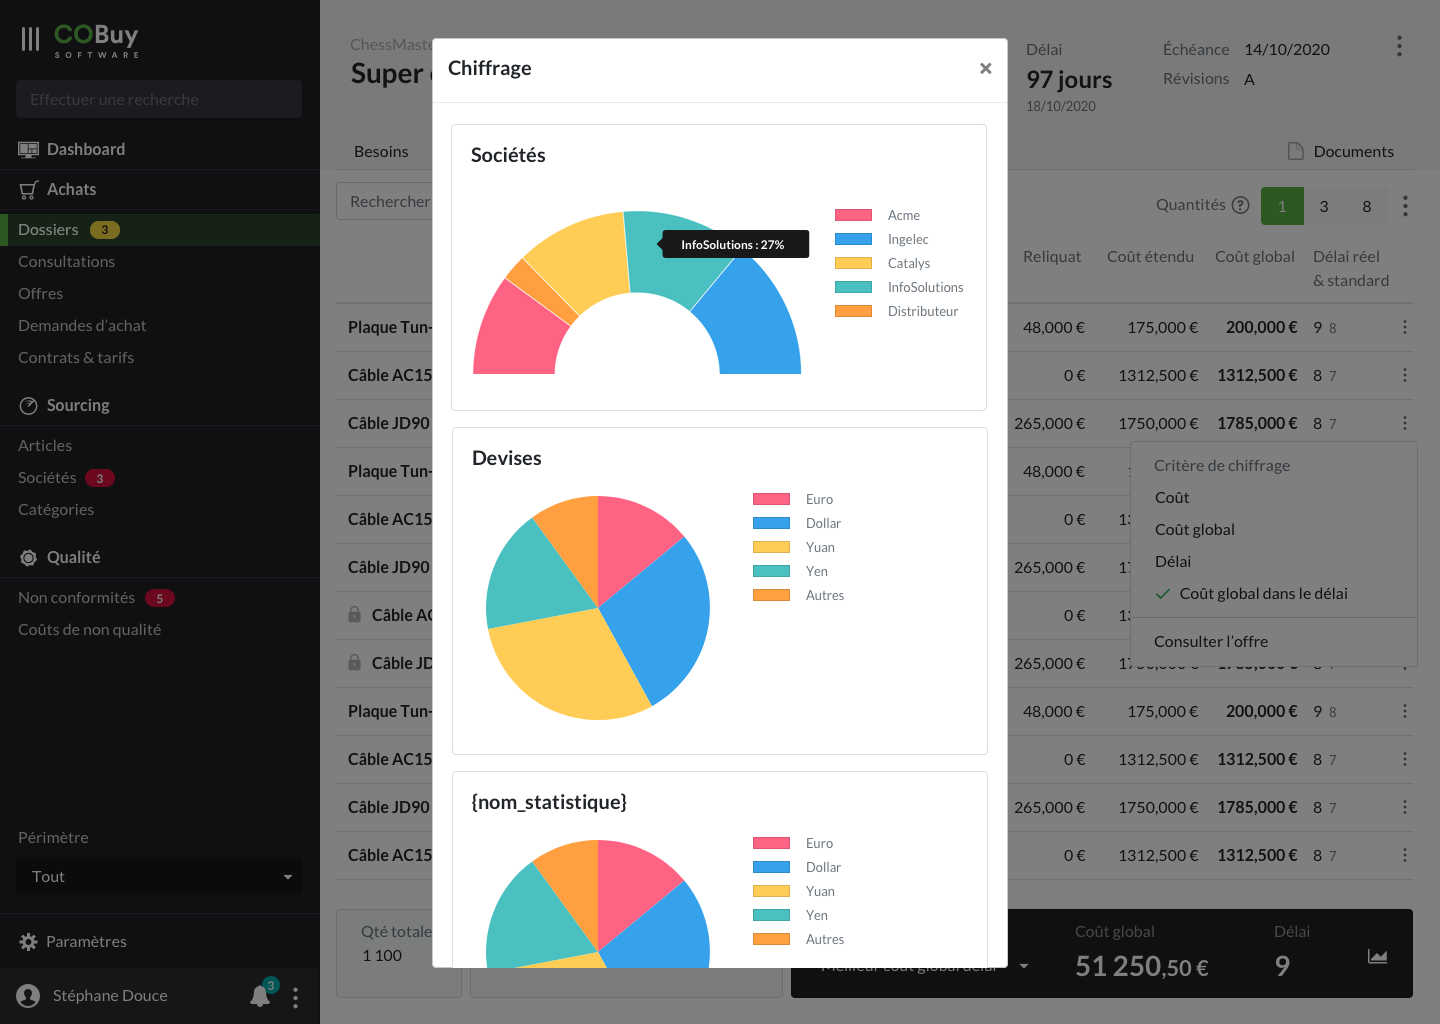 COBuy
SOFTWARE
Effectuer une recherche
Dashboard
Achats
Dossiers 3
Consultations
Offres
Demandes d'achat
Contrats & tarifs
Sourcing
Articles
Sociétés 3
Catégories
Qualité
Non conformités 5
Coûts de non qualité
Périmètre
Tout
Paramètres
Stéphane Douce 3
Super
Délai
97 jours
18/10/2020
Échéance 14/10/2020
Révisions A
Besoins
Documents
Rechercher
Quantités ? 1 3 8
Reliquat Coût étendu Coût global Délai réel
& standard
Plaque Tun- 48,000 € 175,000 € 200,000 € 9 8
Câble AC15 0 € 1312,500 € 1312,500 € 8 7
Câble JD90 265,000 € 1750,000 € 1785,000 € 8 7
Plaque Tun- 48,000 €
Câble AC15 0 €
Câble JD90 265,000 €
Câble AC 0 €
Câble JD 265,000 €
Plaque Tun- 48,000 € 175,000 € 200,000 € 9 8
Câble AC15 0 € 1312,500 € 1312,500 € 8 7
Câble JD90 265,000 € 1750,000 € 1785,000 € 8 7
Câble AC15 0 € 1312,500 € 1312,500 € 8 7
Critère de chiffrage
Coût
Coût global
Délai
Coût global dans le délai
Consulter l'offre
Qté totale
1 100
Coût global
51 250,50 €
Délai
9
Chiffrage ×
Sociétés
InfoSolutions : 27%
Acme
Ingelec
Catalys
InfoSolutions
Distributeur
Devises
Euro
Dollar
Yuan
Yen
Autres
{nom_statistique}
Euro
Dollar
Yuan
Yen
Autres